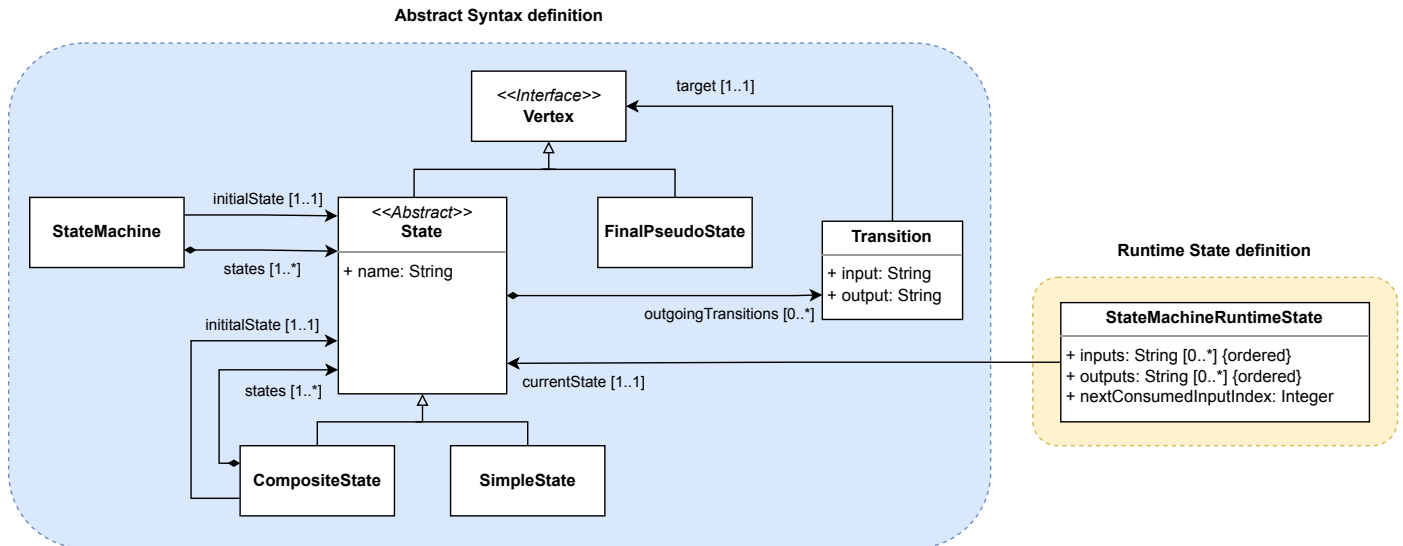 Abstract Syntax definition
<<Interface>>
Vertex
target [1..1]
StateMachine
initialState [1..1]
states [1..*]
<<Abstract>>
State
+ name: String
FinalPseudoState
Transition
+ input: String
+ output: String
outgoingTransitions [0..*]
inititalState [1..1]
states [1..*]
currentState [1..1]
CompositeState
SimpleState
Runtime State definition
StateMachineRuntimeState
+ inputs: String [0..*] {ordered}
+ outputs: String [0..*] {ordered}
+ nextConsumedInputIndex: Integer